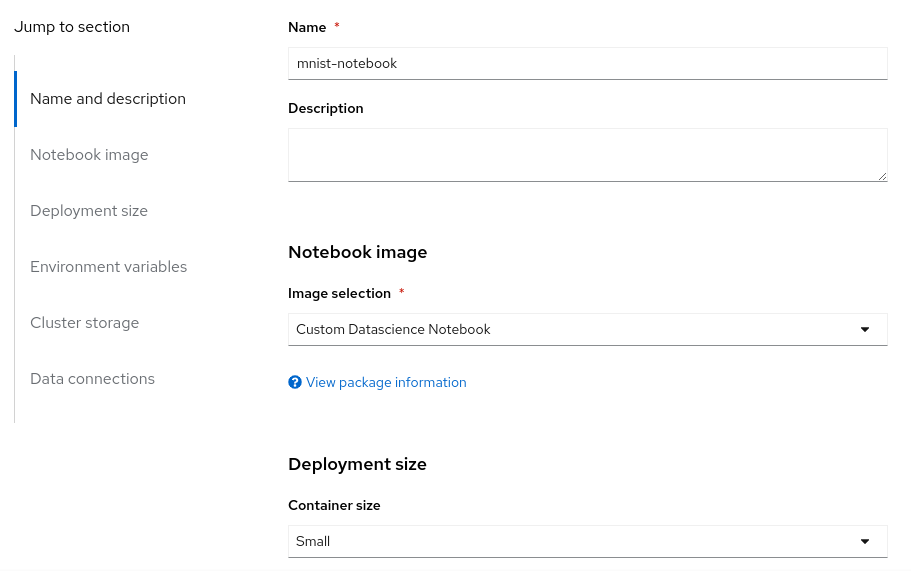 Jump to section
Name and description
Notebook image
Deployment size
Environment variables
Cluster storage
Data connections
Name *
mnist-notebook
Description
Notebook image
Image selection *
Custom Datascience Notebook
? View package information
Deployment size
Container size
Small